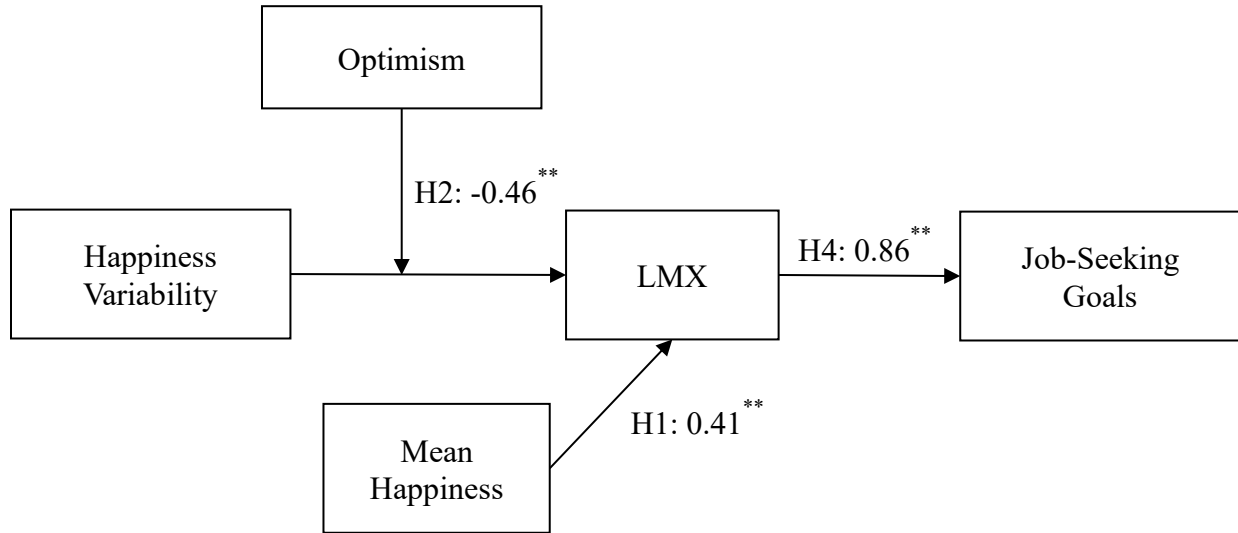 Optimism
H2: -0.46**
Happiness
Variability
LMX
H4: 0.86**
Job-Seeking
Goals
H1: 0.41**
Mean
Happiness